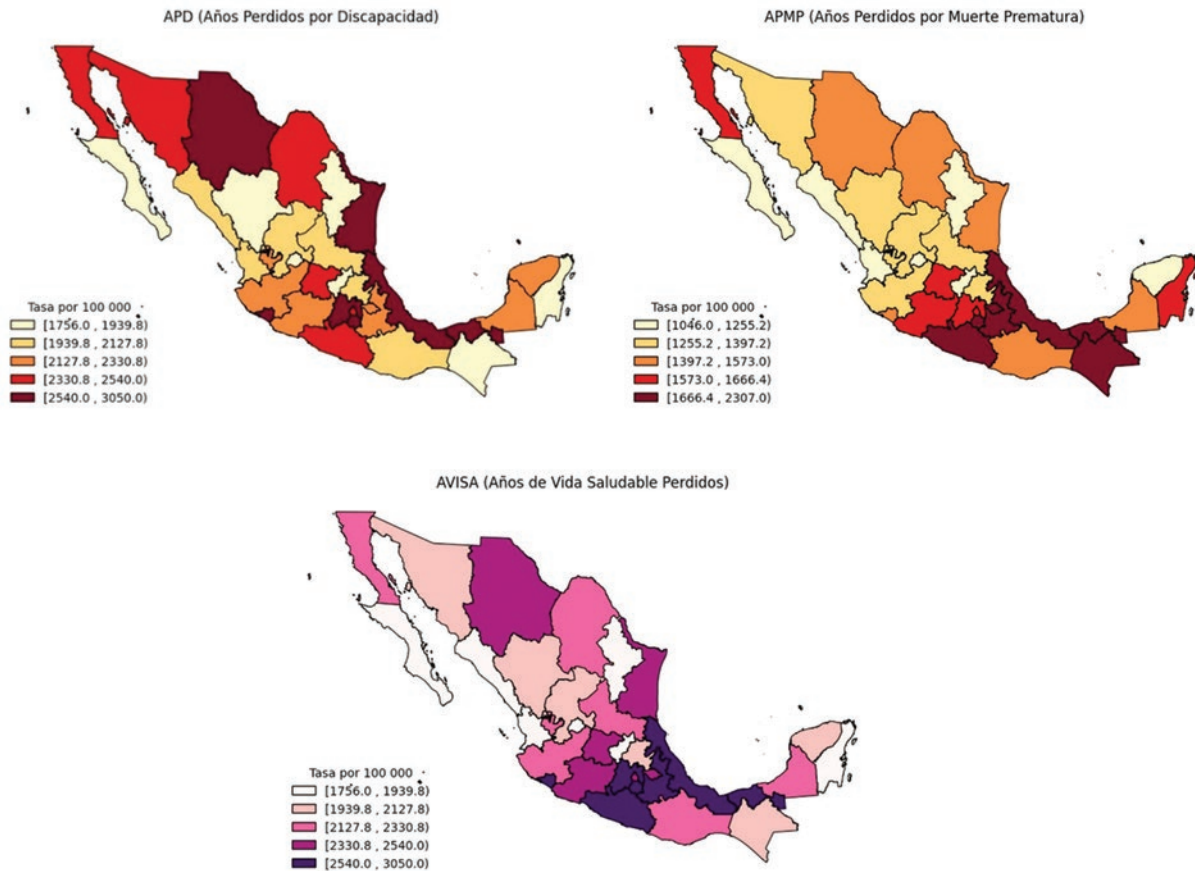 APD (Años Perdidos por Discapacidad)
Tasa por 100 000
[1756.0 , 1939.8)
[1939.8 , 2127.8)
[2127.8 , 2330.8)
[2330.8 , 2540.0)
[2540.0 , 3050.0)
APMP (Años Perdidos por Muerte Prematura)
Tasa por 100 000
[1046.0 , 1255.2)
[1255.2 , 1397.2)
[1397.2 , 1573.0)
[1573.0 , 1666.4)
[1666.4 , 2307.0)
AVISA (Años de Vida Saludable Perdidos)
Tasa por 100 000
[1756.0 , 1939.8)
[1939.8 , 2127.8)
[2127.8 , 2330.8)
[2330.8 , 2540.0)
[2540.0 , 3050.0)